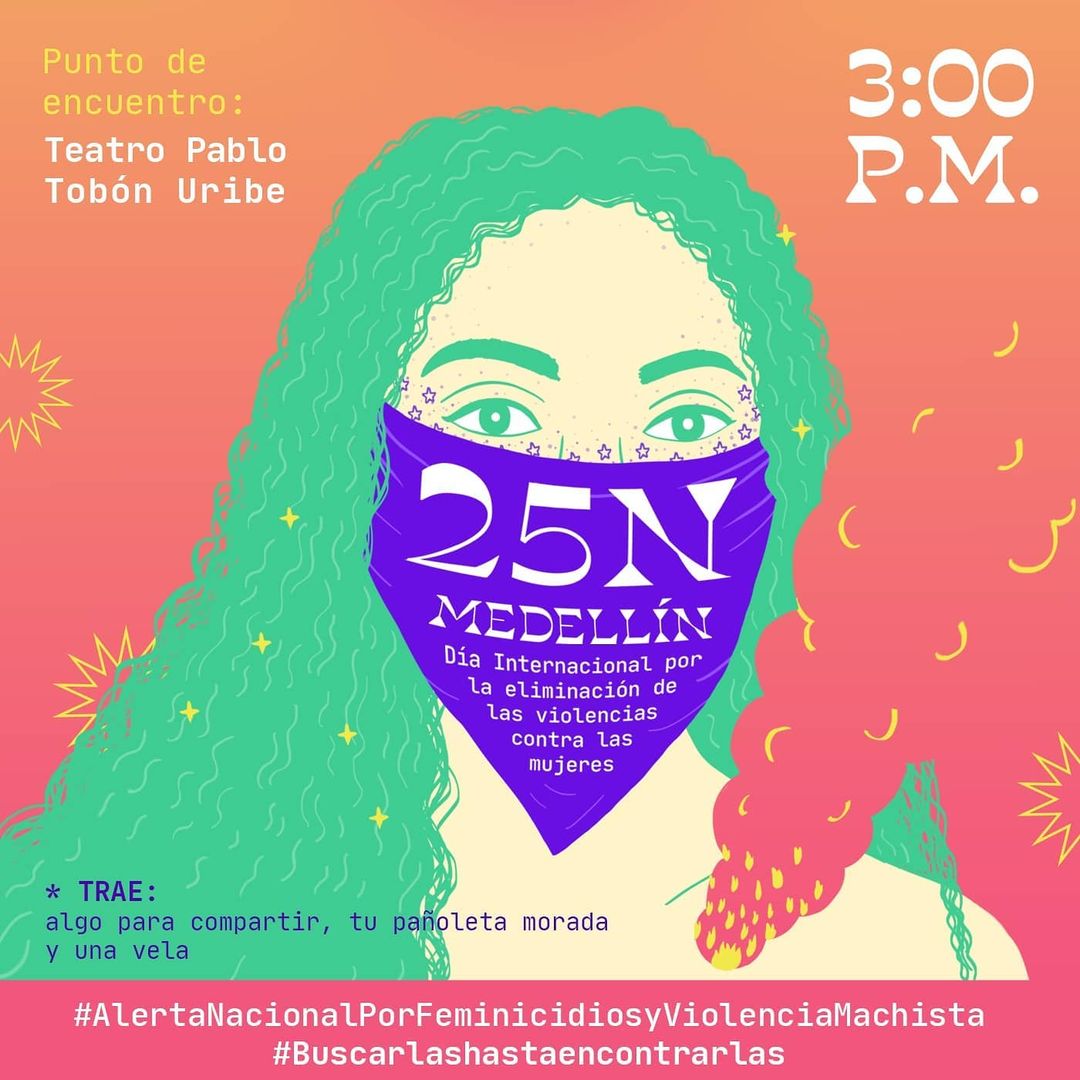 Punto de
encuentro:
Teatro Pablo
Tobón Uribe
3:00
P.M.
25N
MEDELLÍN
Día Internacional por
la eliminación de
las violencias
contra las
mujeres
* TRAE:
algo para compartir, tu pañoleta morada
y una vela
#AlertaNacionalPorFeminicidiosyViolenciaMachista
#Buscarlashastaencontrarlas